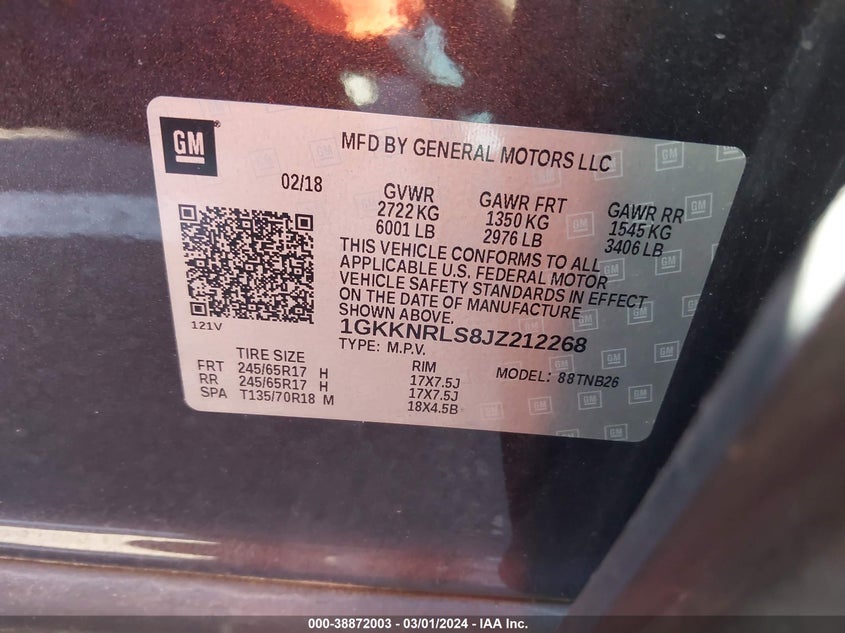 GM
MFD BY GENERAL MOTORS LLC
02/18
GVWR
2722 KG
6001 LB
GAWR FRT
1350 KG
2976 LB
GAWR RR
1545 KG
3406 LB
THIS VEHICLE CONFORMS TO ALL
APPLICABLE U.S. FEDERAL MOTOR
VEHICLE SAFETY STANDARDS IN EFFECT
ON THE DATE OF MANUFACTURE
SHOWN ABOVE.
121V
1GKKNRLS8JZ212268
TYPE: M.P.V.
TIRE SIZE RIM MODEL: 88TNB26
FRT 245/65R17 H 17X7.5J
RR 245/65R17 H 17X7.5J
SPA T135/70R18 M 18X4.5B
000-38872003 - 03/01/2024 - IAA Inc.